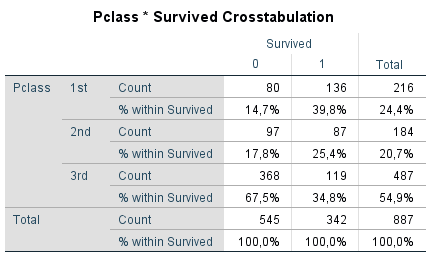 Pclass * Survived Crosstabulation
Survived
0 1 Total
Pclass 1st Count 80 136 216
% within Survived 14,7% 39,8% 24,4%
2nd Count 97 87 184
% within Survived 17,8% 25,4% 20,7%
3rd Count 368 119 487
% within Survived 67,5% 34,8% 54,9%
Total Count 545 342 887
% within Survived 100,0% 100,0% 100,0%